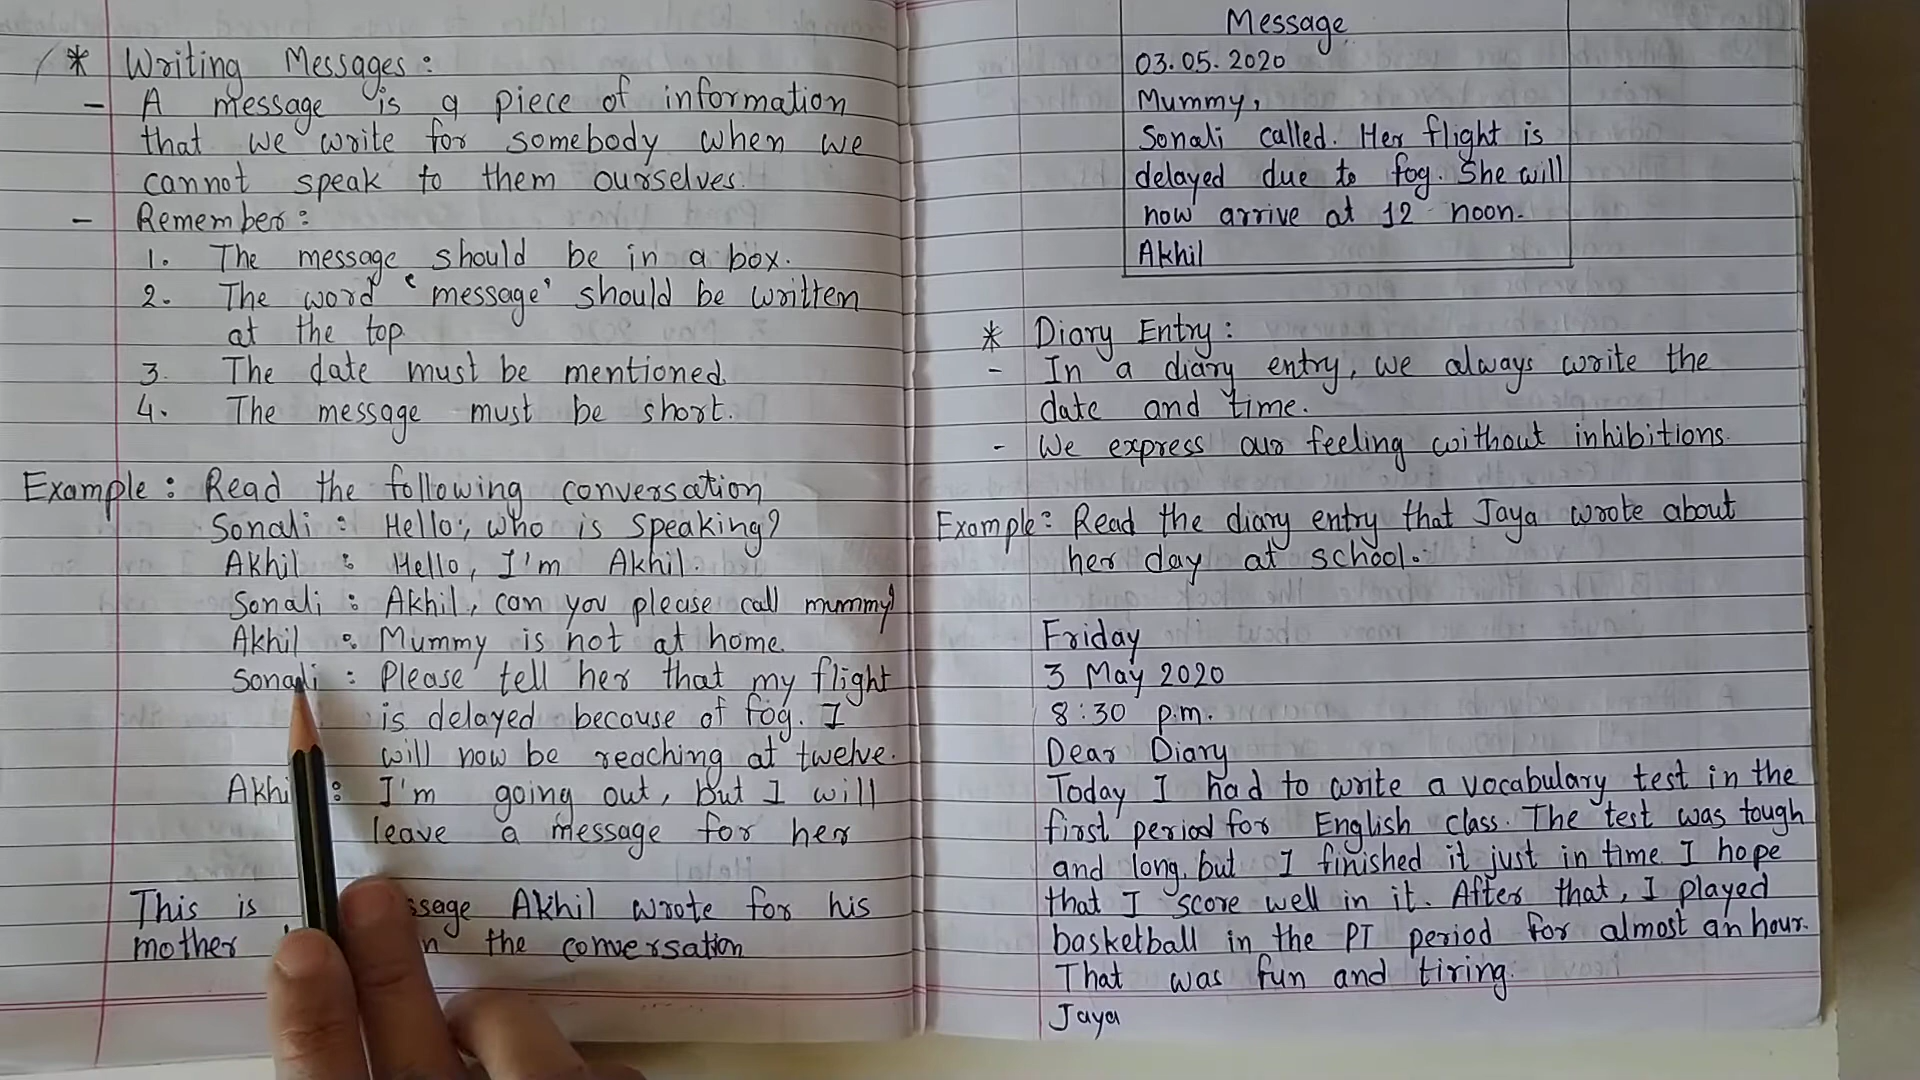 * Writing Messages:
- A message is a piece of information
that we write for somebody when we
cannot speak to them ourselves.
- Remember:
1. The message should be in a box.
2. The word 'message' should be written
at the top
3. The date must be mentioned.
4. The message must be short.
Example: Read the following conversation
Sonali : Hello, who is speaking?
Akhil : Hello, I'm Akhil.
Sonali : Akhil, can you please call mummy?
Akhil : Mummy is not at home.
Sonali : Please tell her that my flight
is delayed because of fog. I
will now be reaching at twelve.
: I'm going out, but I will
leave a message for her
This is Akhil wrote for his
mother the conversation
Message
03.05.2020
Mummy,
Sonali called. Her flight is
delayed due to fog. She will
now arrive at 12 noon.
Akhil
* Diary Entry:
- In a diary entry, we always write the
date and time.
- We express our feeling without inhibitions.
Example: Read the diary entry that Jaya wrote about
her day at school.
Friday
3 May 2020
8:30 p.m.
Dear Diary
Today I had to write a vocabulary test in the
first period for English class. The test was tough
and long, but I finished it just in time. I hope
that I score well in it. After that, I played
basketball in the PT period for almost an hour.
That was fun and tiring.
Jaya